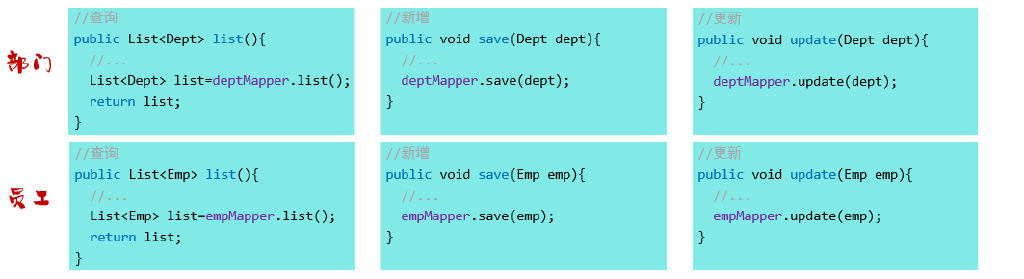 部门
//查询
public List<Dept> list(){
//...
List<Dept> list=deptMapper.list();
return list;
}
//新增
public void save(Dept dept){
//...
deptMapper.save(dept);
}
//更新
public void update(Dept dept){
//...
deptMapper.update(dept);
}
员工
//查询
public List<Emp> list(){
//...
List<Emp> list=empMapper.list();
return list;
}
//新增
public void save(Emp emp){
//...
empMapper.save(emp);
}
//更新
public void update(Emp emp){
//...
empMapper.update(emp);
}